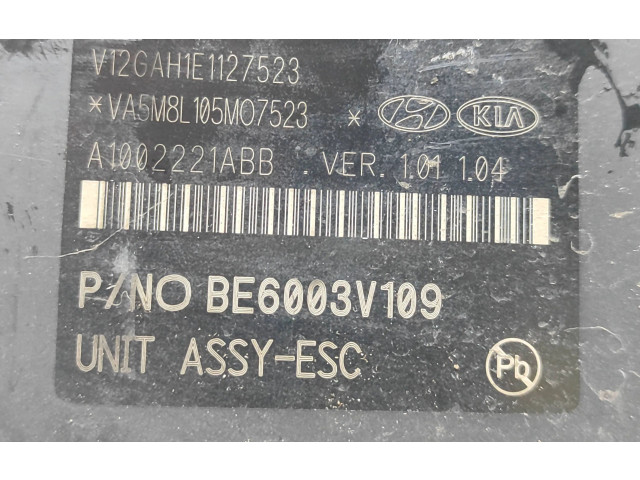 V12GAH1E1127523
*VA5M8L105M07523 * KIA
A1002221ABB . VER. 1.01 1.04
P/NO BE6003V109
UNIT ASSY-ESC
Pb